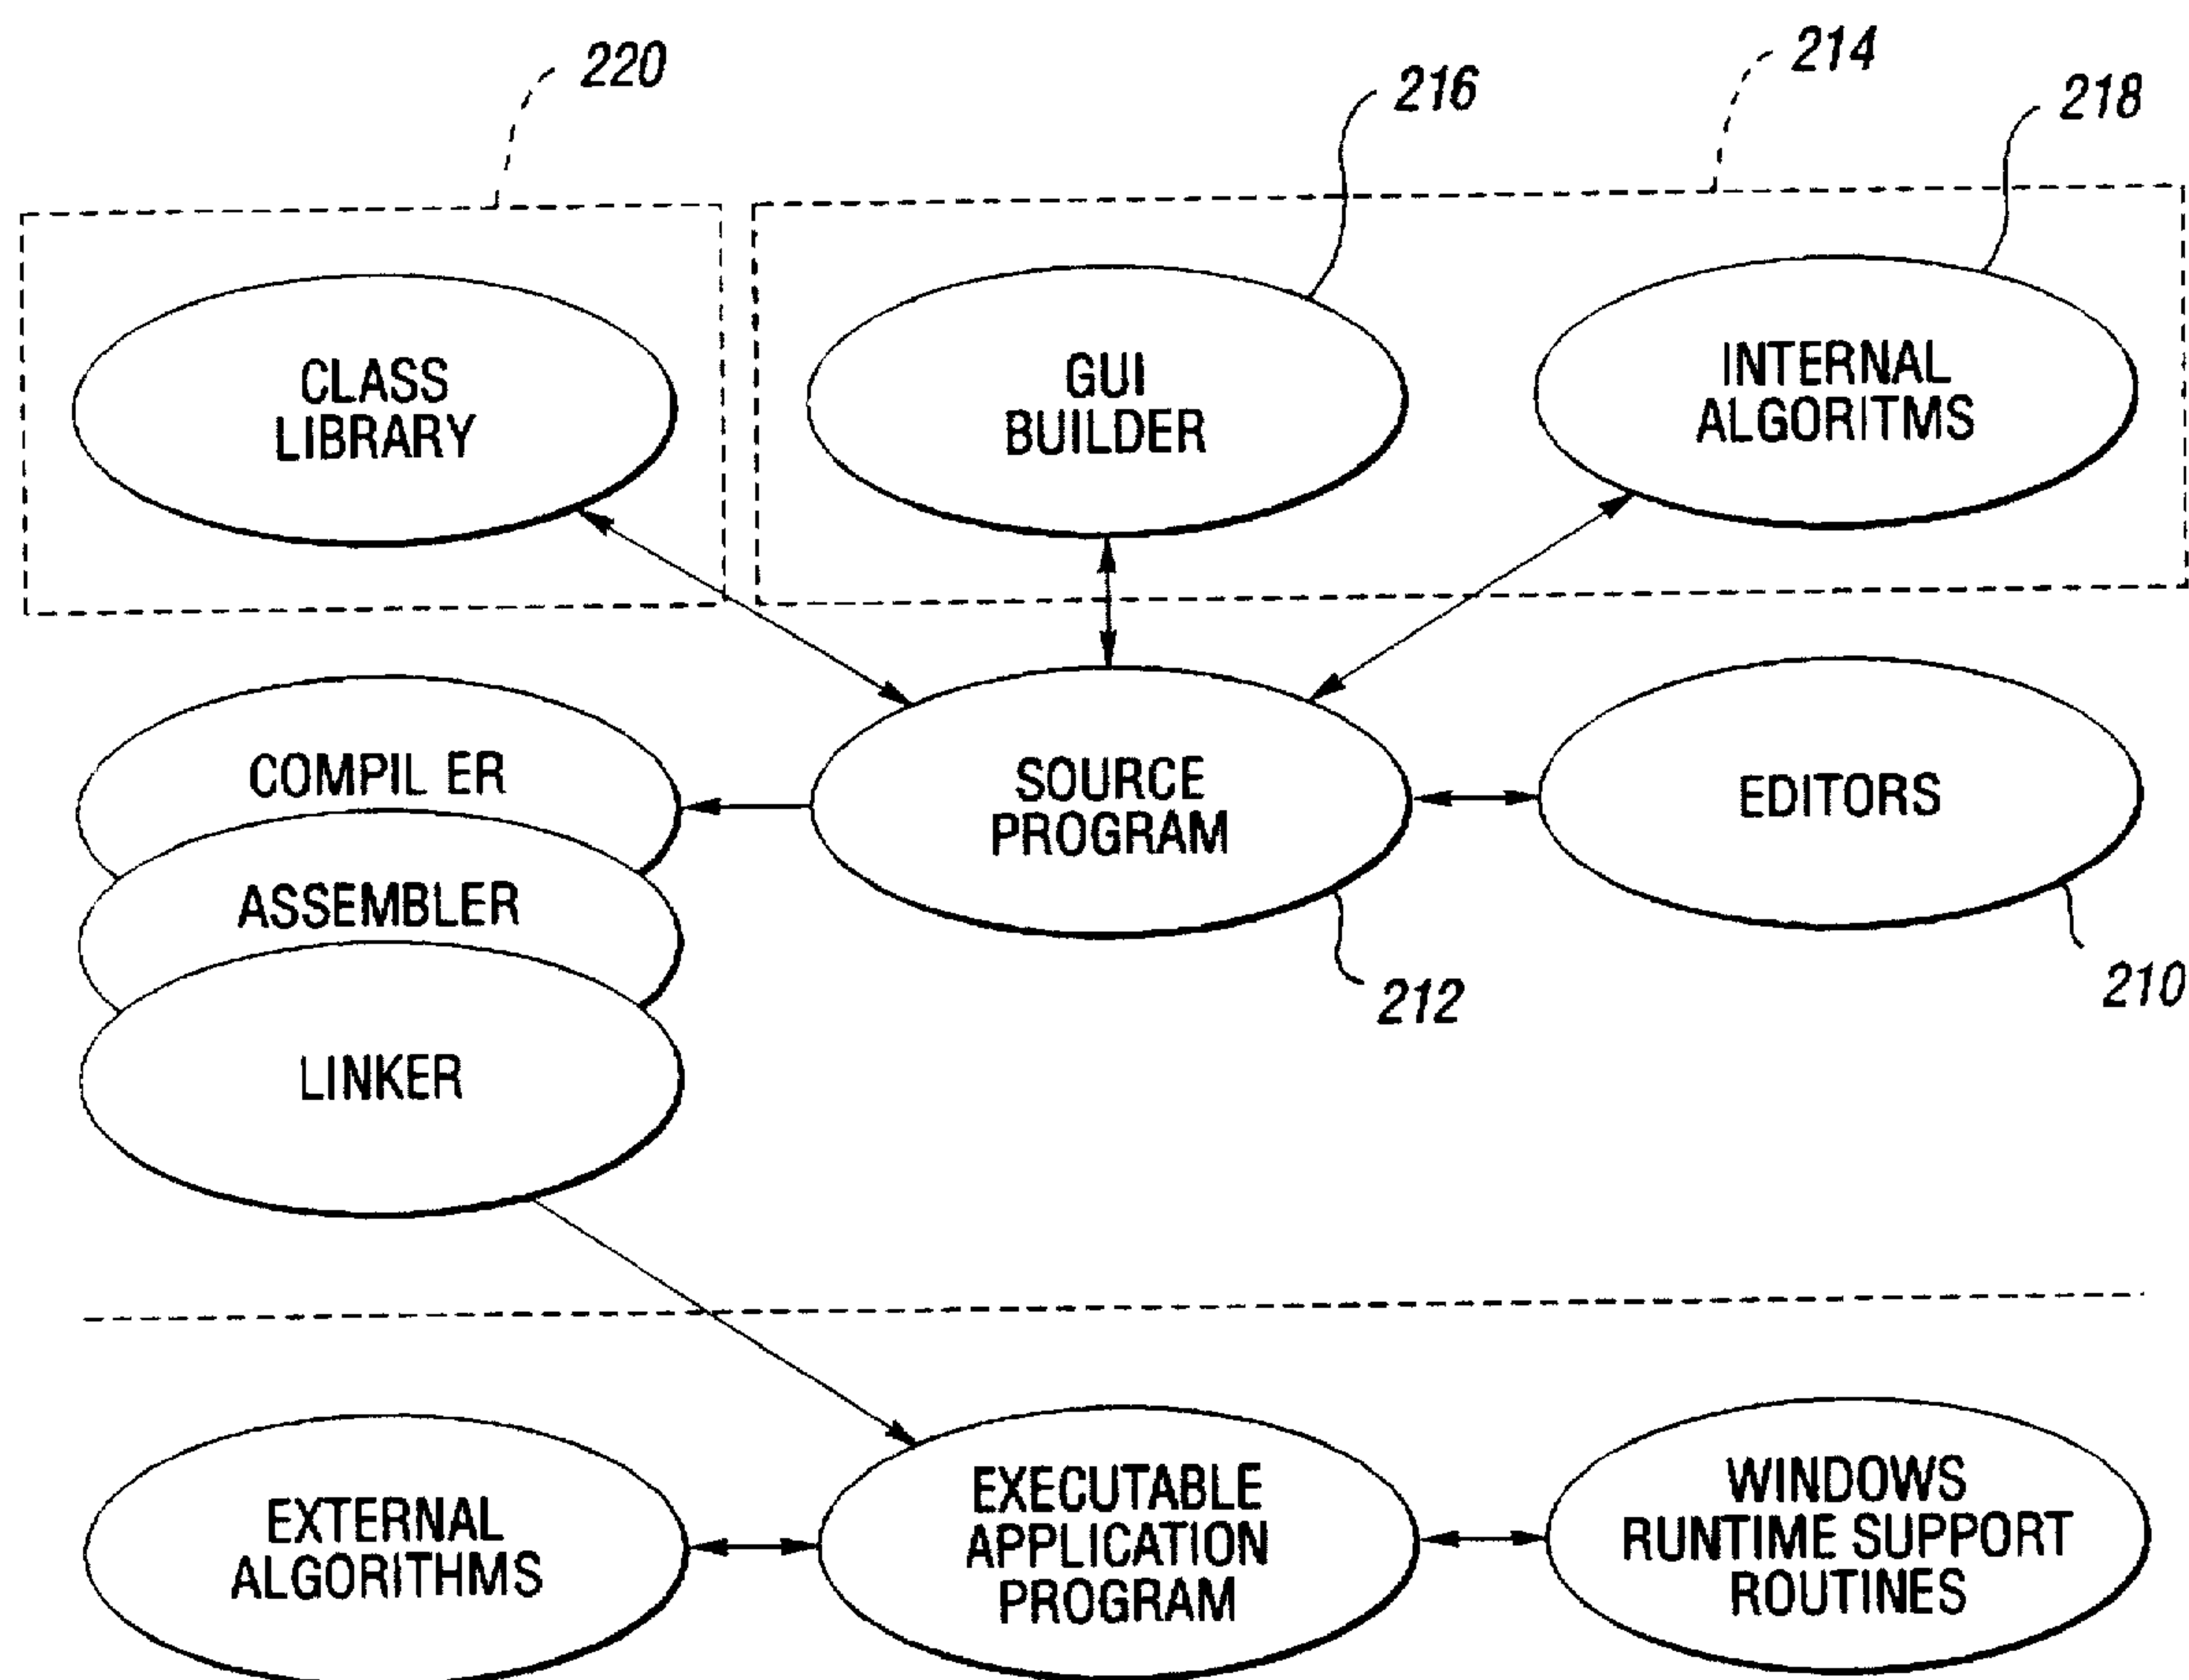 220
216
214
218
CLASS
LIBRARY
GUI
BUILDER
INTERNAL
ALGORITMS
COMPIL ER
ASSEMBLER
LINKER
SOURCE
PROGRAM
EDITORS
212
210
EXTERNAL
ALGORITHMS
EXECUTABLE
APPLICATION
PROGRAM
WINDOWS
RUNTIME SUPPORT
ROUTINES